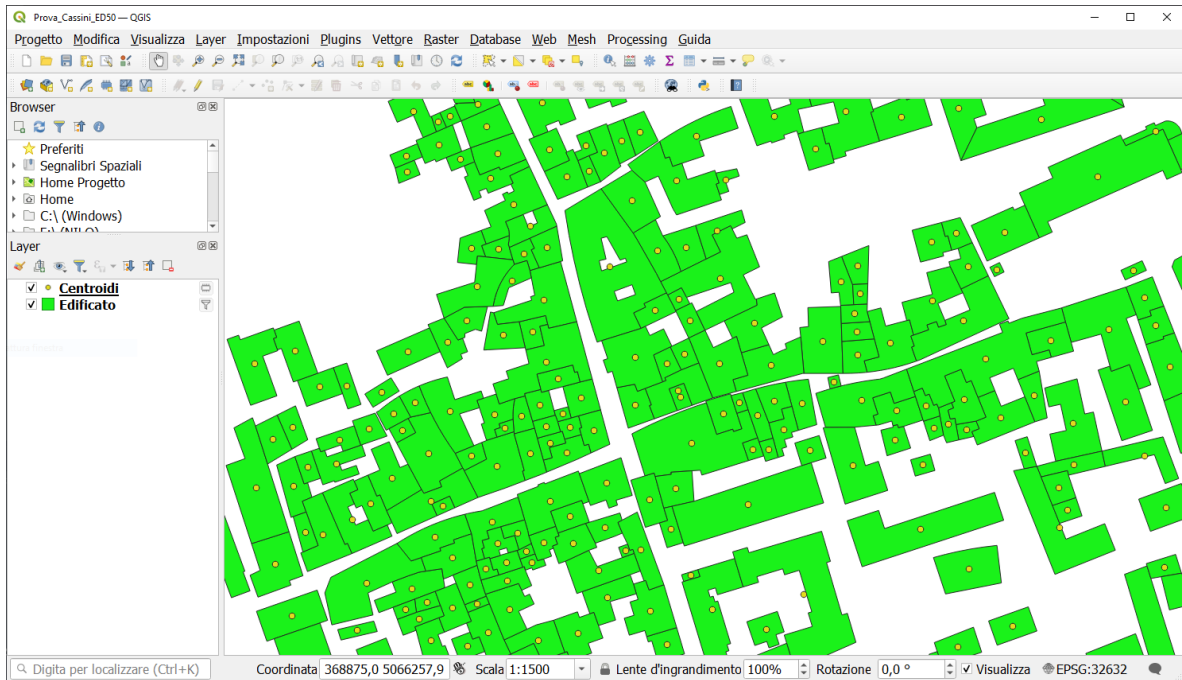 Prova_Cassini_ED50 — QGIS
Progetto Modifica Visualizza Layer Impostazioni Plugins Vettore Raster Database Web Mesh Processing Guida
Browser
Preferiti
Segnalibri Spaziali
Home Progetto
Home
C:\ (Windows)
Layer
Centroidi
Edificato
Digita per localizzare (Ctrl+K) Coordinata 368875,0 5066257,9 Scala 1:1500 Lente d'ingrandimento 100% Rotazione 0,0 ° Visualizza EPSG:32632